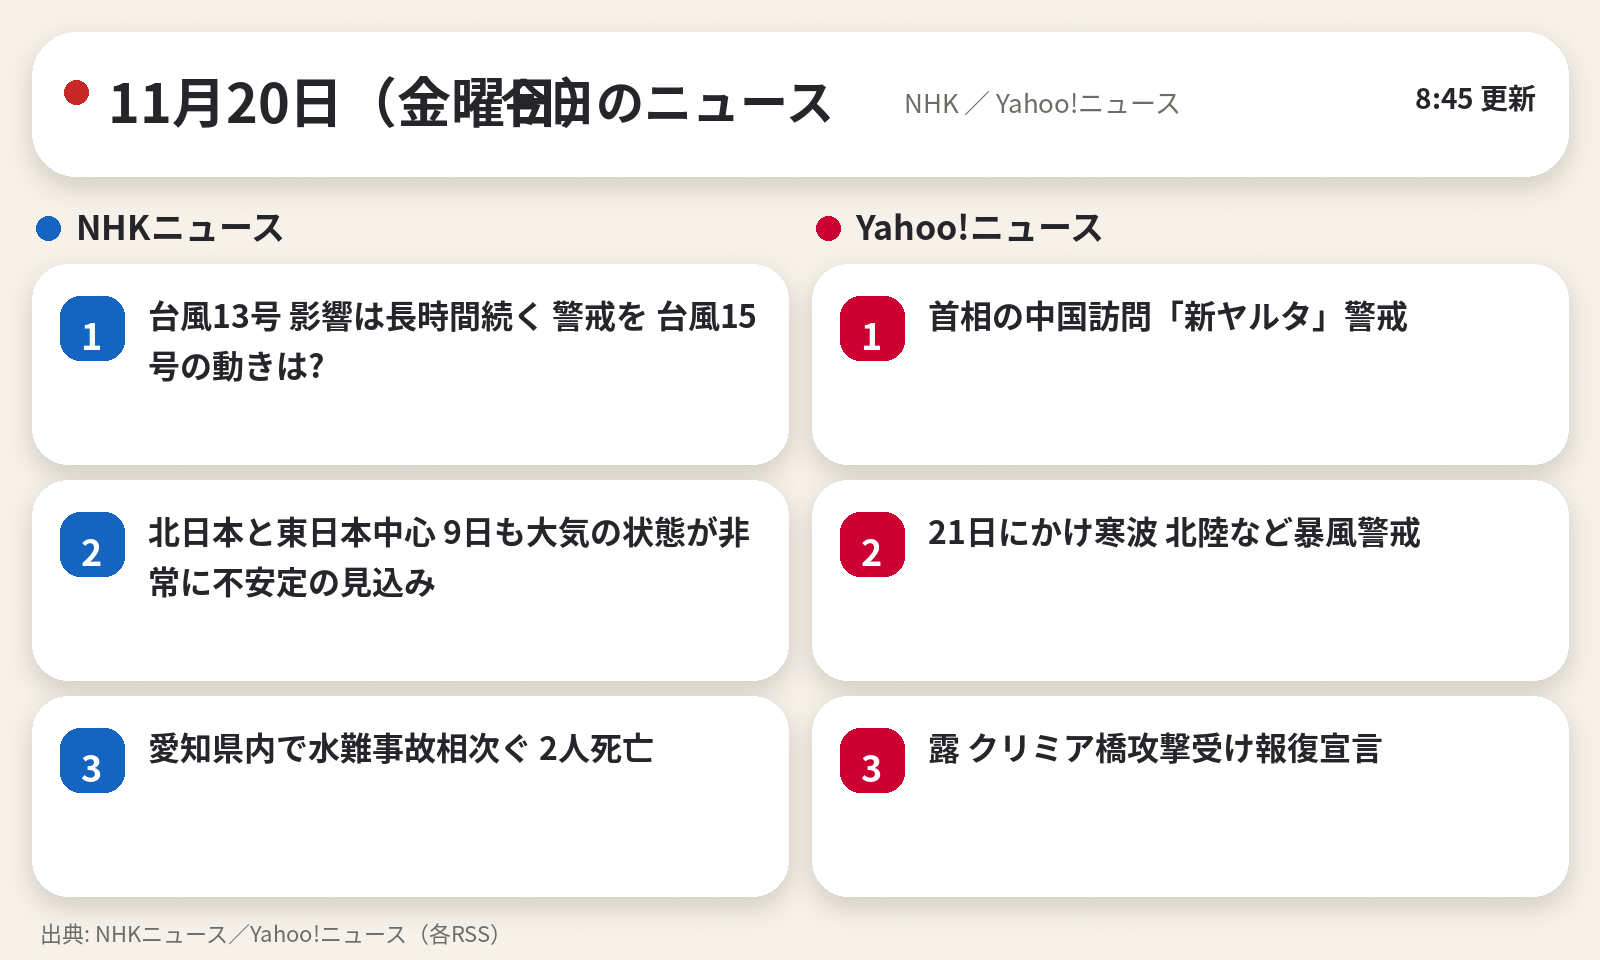 11月20日（金曜日）今日のニュース NHK ／ Yahoo!ニュース 8:45 更新
NHKニュース
1 台風13号 影響は長時間続く 警戒を 台風15
号の動きは?
2 北日本と東日本中心 9日も大気の状態が非
常に不安定の見込み
3 愛知県内で水難事故相次ぐ 2人死亡
Yahoo!ニュース
1 首相の中国訪問「新ヤルタ」警戒
2 21日にかけ寒波 北陸など暴風警戒
3 露 クリミア橋攻撃受け報復宣言
出典: NHKニュース／Yahoo!ニュース（各RSS）